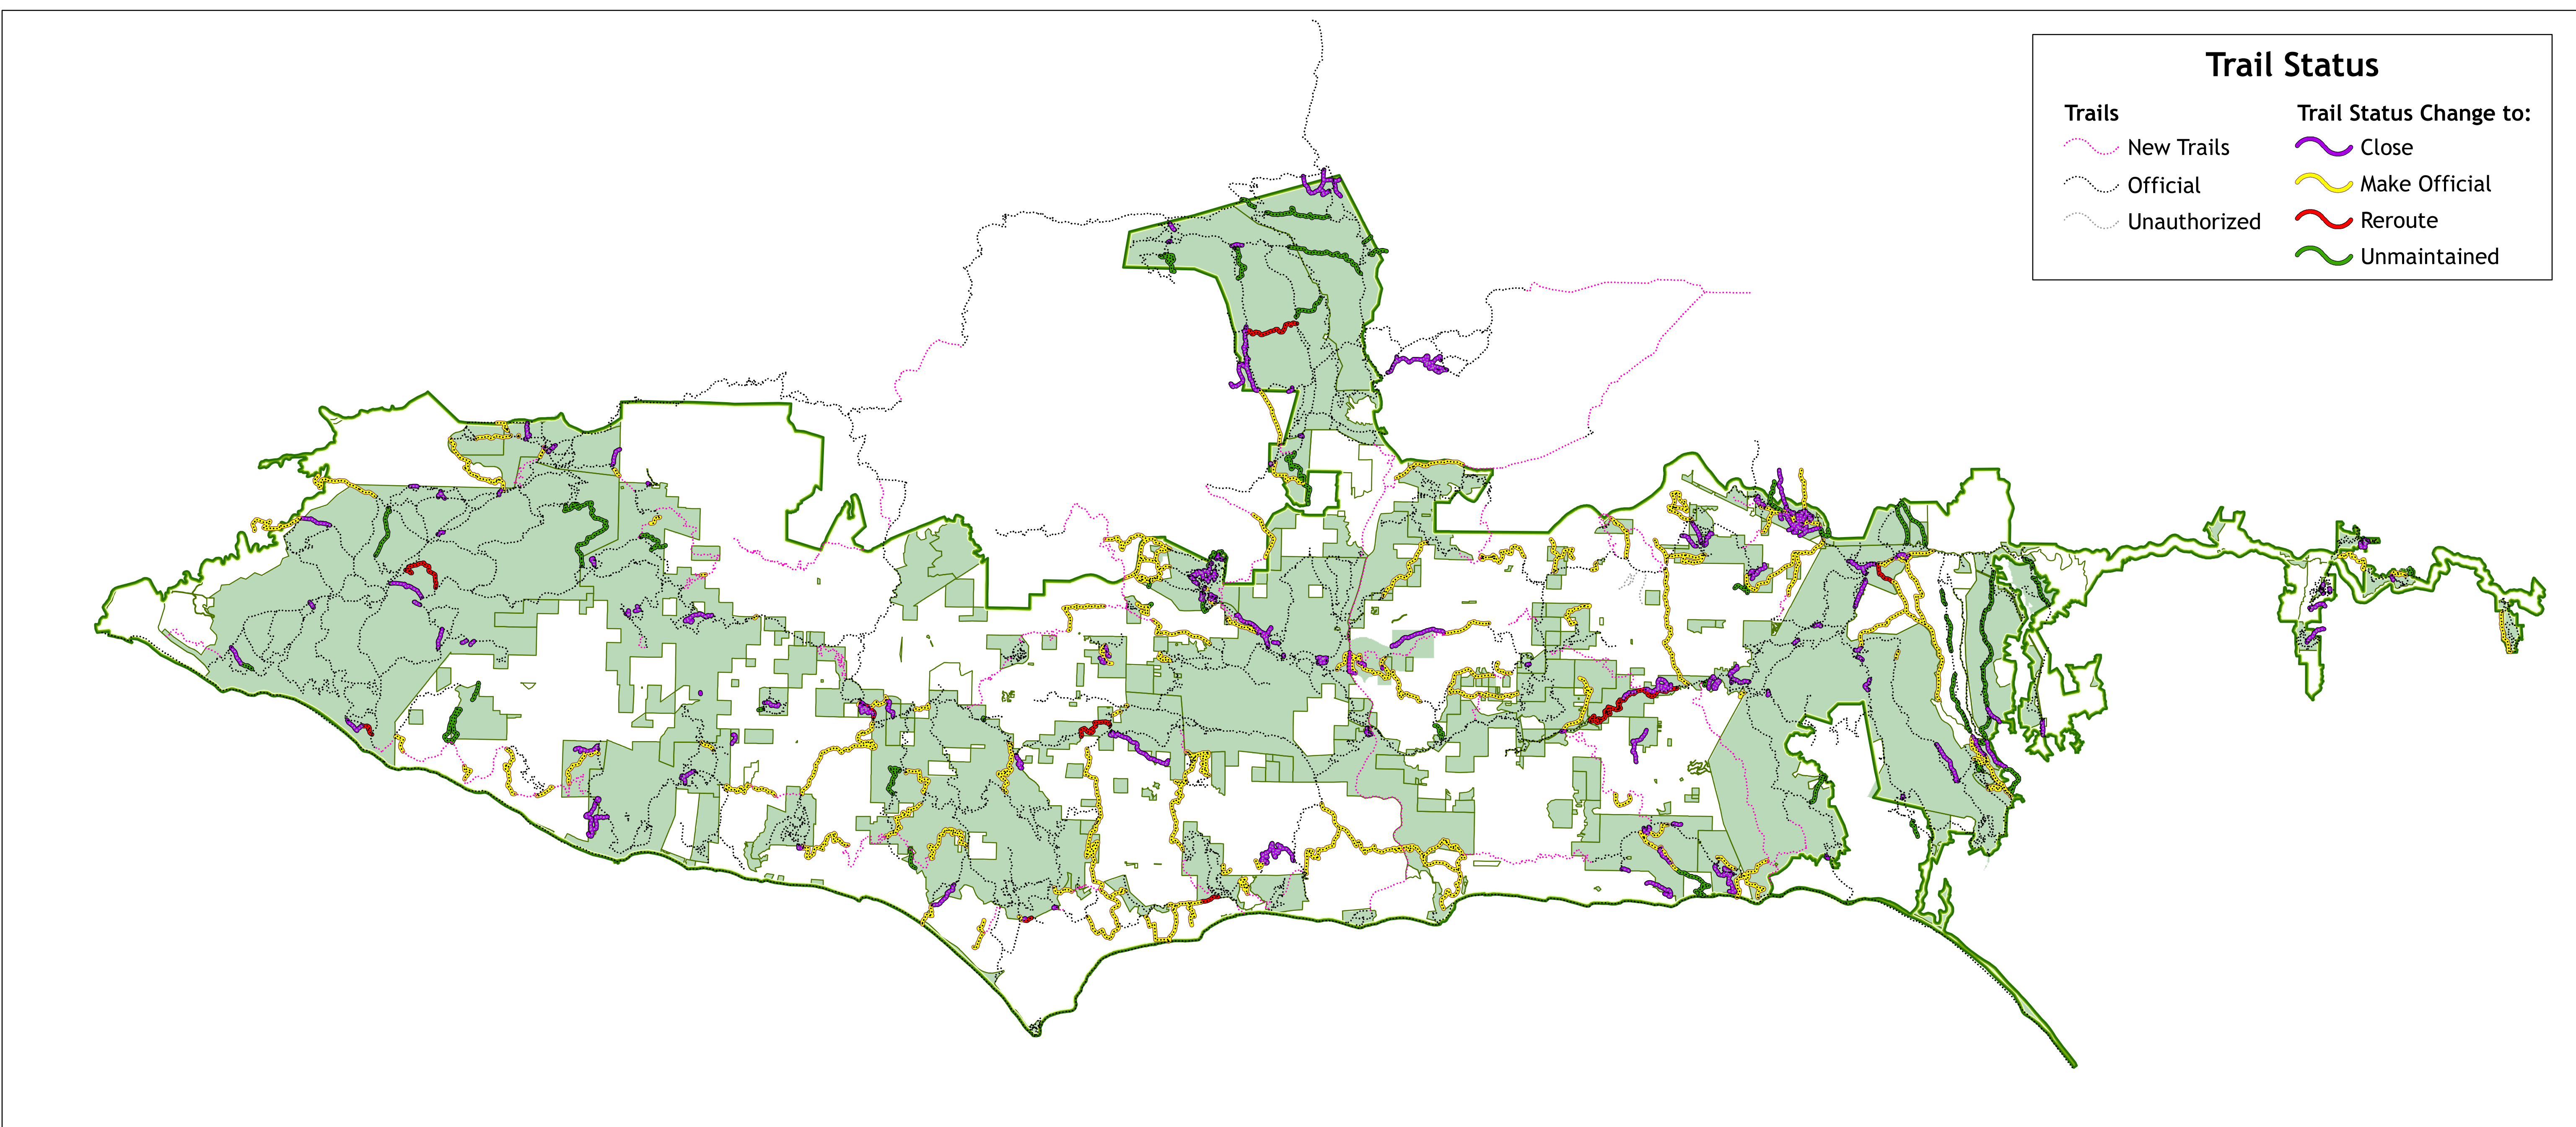 Trail Status
Trails
New Trails
Official
Unauthorized
Trail Status Change to:
Close
Make Official
Reroute
Unmaintained